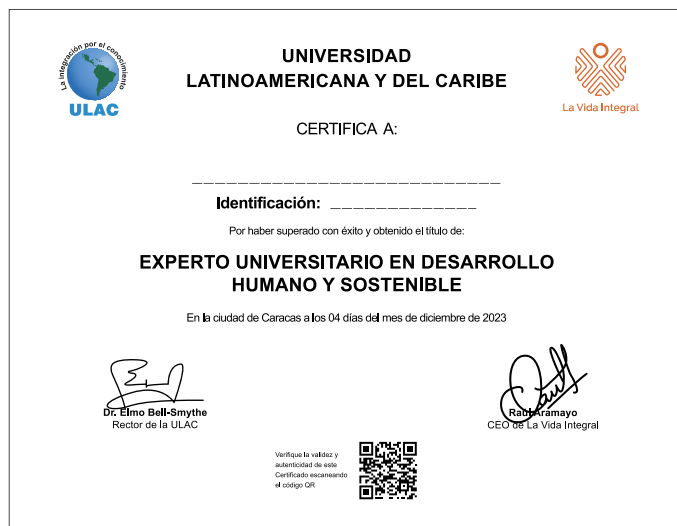 La integración por el conocimiento
ULAC
UNIVERSIDAD
LATINOAMERICANA Y DEL CARIBE
La Vida Integral
CERTIFICA A:
____________________________
Identificación: _____________
Por haber superado con éxito y obtenido el título de:
EXPERTO UNIVERSITARIO EN DESARROLLO
HUMANO Y SOSTENIBLE
En la ciudad de Caracas a los 04 días del mes de diciembre de 2023
Dr. Elmo Bell-Smythe
Rector de la ULAC
Raúl Aramayo
CEO de La Vida Integral
Verifique la validez y
autenticidad de este
Certificado escaneando
el código QR